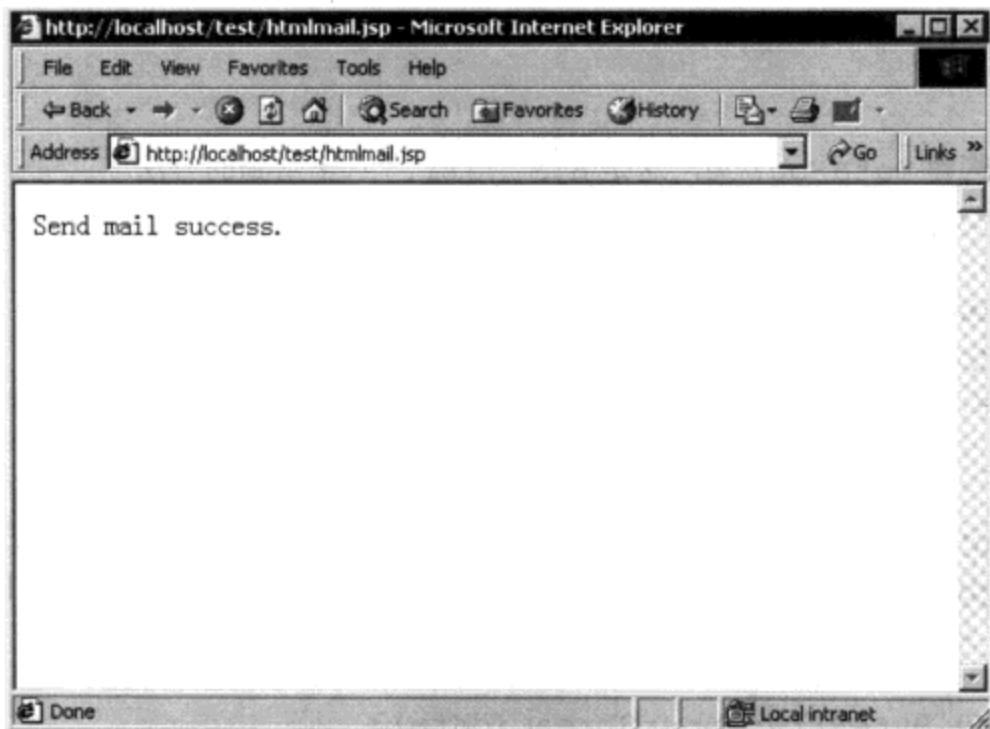 http://localhost/test/htmlmail.jsp - Microsoft Internet Explorer
File Edit View Favorites Tools Help
Back Search Favorites History
Address http://localhost/test/htmlmail.jsp Go Links »
Send mail success.
Done Local intranet